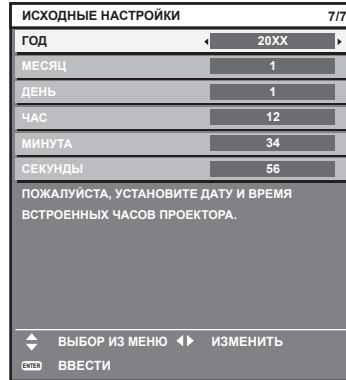 ИСХОДНЫЕ НАСТРОЙКИ 7/7
ГОД 20XX
МЕСЯЦ 1
ДЕНЬ 1
ЧАС 12
МИНУТА 34
СЕКУНДЫ 56
ПОЖАЛУЙСТА, УСТАНОВИТЕ ДАТУ И ВРЕМЯ
ВСТРОЕННЫХ ЧАСОВ ПРОЕКТОРА.
ВЫБОР ИЗ МЕНЮ ИЗМЕНИТЬ
ENTER ВВЕСТИ